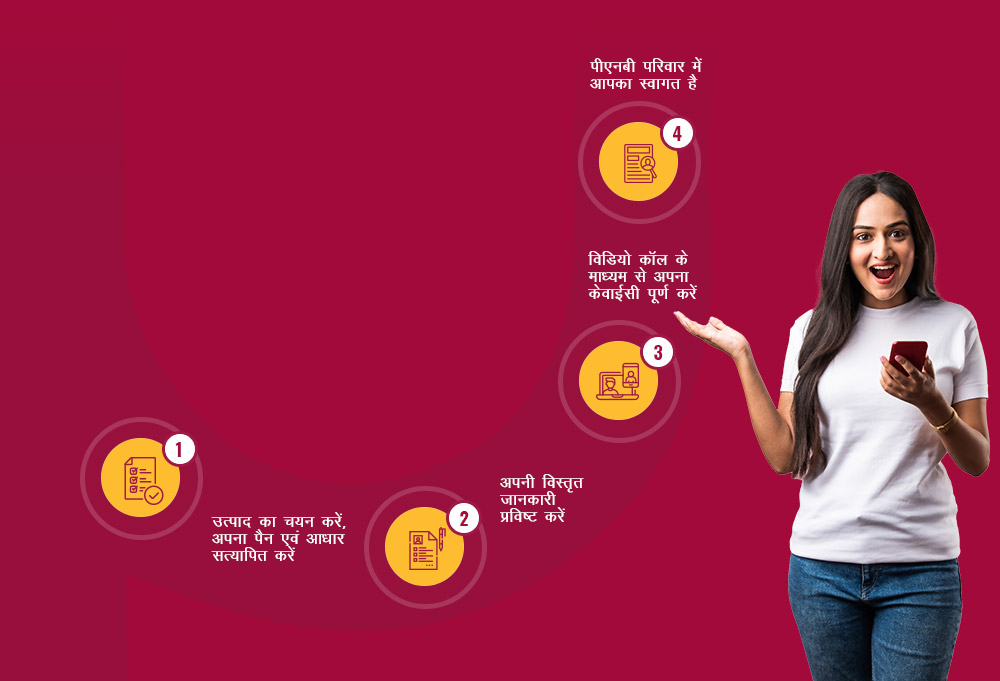 1
उत्पाद का चयन करें,
अपना पैन एवं आधार
सत्यापित करें
2
अपनी विस्तृत
जानकारी
प्रविष्ट करें
3
विडियो कॉल के
माध्यम से अपना
केवाईसी पूर्ण करें
4
पीएनबी परिवार में
आपका स्वागत है